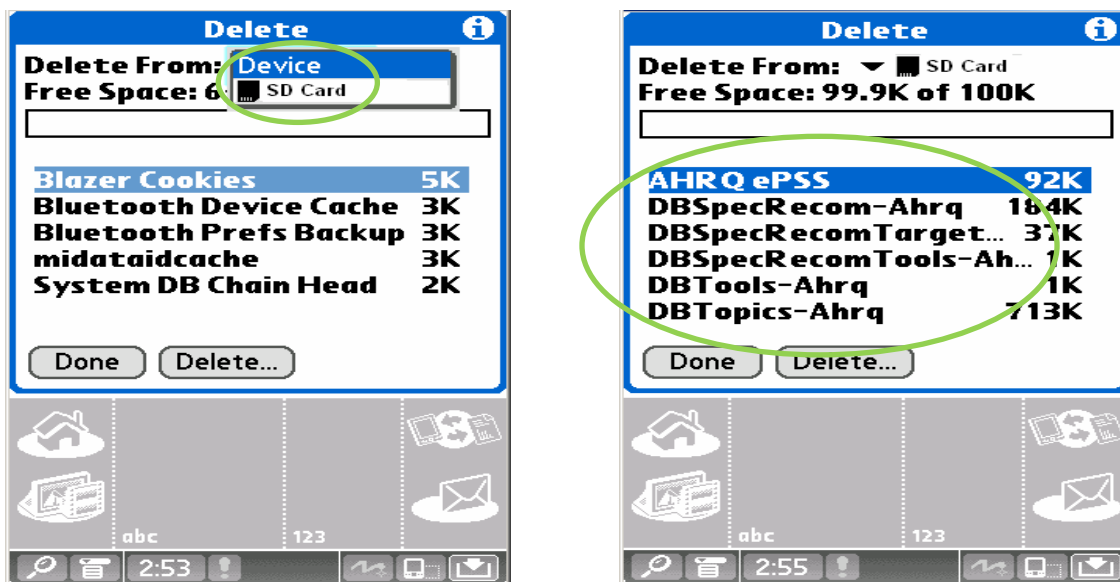 Delete
Delete From: Device
Free Space: 6 SD Card
Blazer Cookies 5K
Bluetooth Device Cache 3K
Bluetooth Prefs Backup 3K
midataidcache 3K
System DB Chain Head 2K
Done Delete...
abc 123
2:53
Delete
Delete From: SD Card
Free Space: 99.9K of 100K
AHRQ ePSS 92K
DBSpecRecom-Ahrq 184K
DBSpecRecomTarget... 37K
DBSpecRecomTools-Ah... 1K
DBTools-Ahrq 1K
DBTopics-Ahrq 713K
Done Delete...
abc 123
2:55